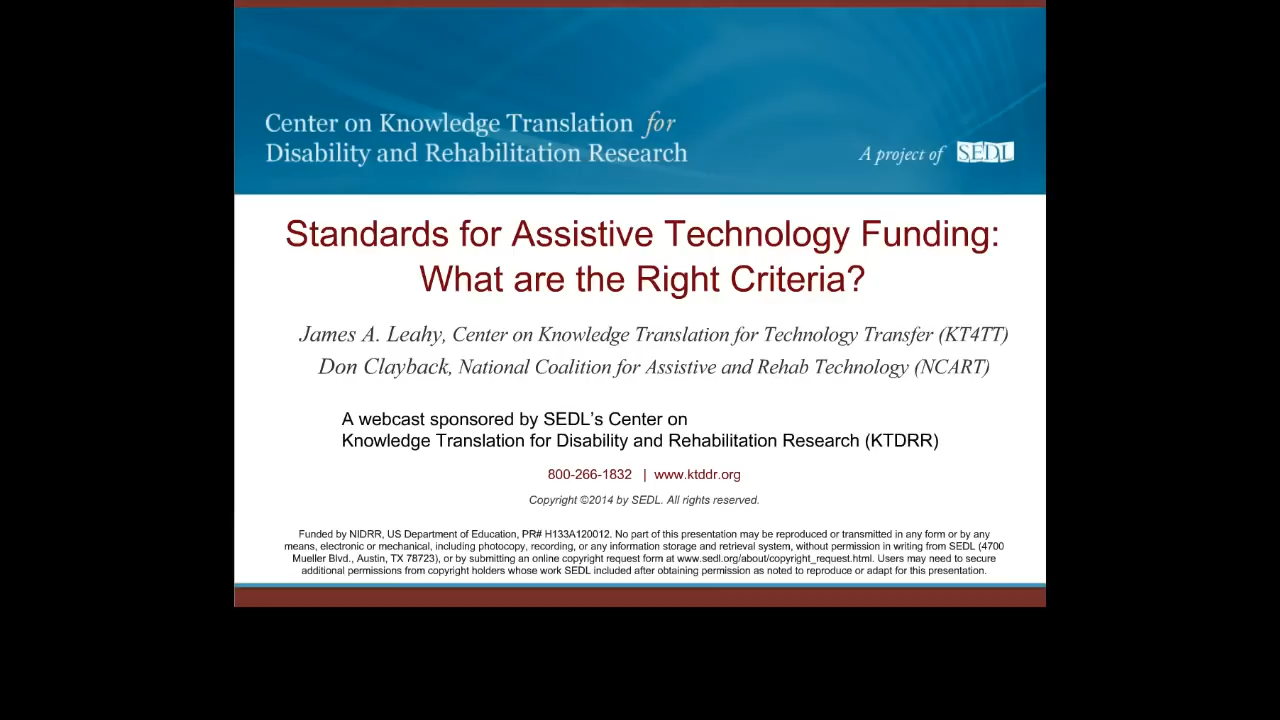 Center on Knowledge Translation for
Disability and Rehabilitation Research
A project of SEDL
Standards for Assistive Technology Funding:
What are the Right Criteria?
James A. Leahy, Center on Knowledge Translation for Technology Transfer (KT4TT)
Don Clayback, National Coalition for Assistive and Rehab Technology (NCART)
A webcast sponsored by SEDL's Center on
Knowledge Translation for Disability and Rehabilitation Research (KTDRR)
800-266-1832 | www.ktddr.org
Copyright ©2014 by SEDL. All rights reserved.
Funded by NIDRR, US Department of Education, PR# H133A120012. No part of this presentation may be reproduced or transmitted in any form or by any
means, electronic or mechanical, including photocopy, recording, or any information storage and retrieval system, without permission in writing from SEDL (4700
Mueller Blvd., Austin, TX 78723), or by submitting an online copyright request form at www.sedl.org/about/copyright_request.html. Users may need to secure
additional permissions from copyright holders whose work SEDL included after obtaining permission as noted to reproduce or adapt for this presentation.